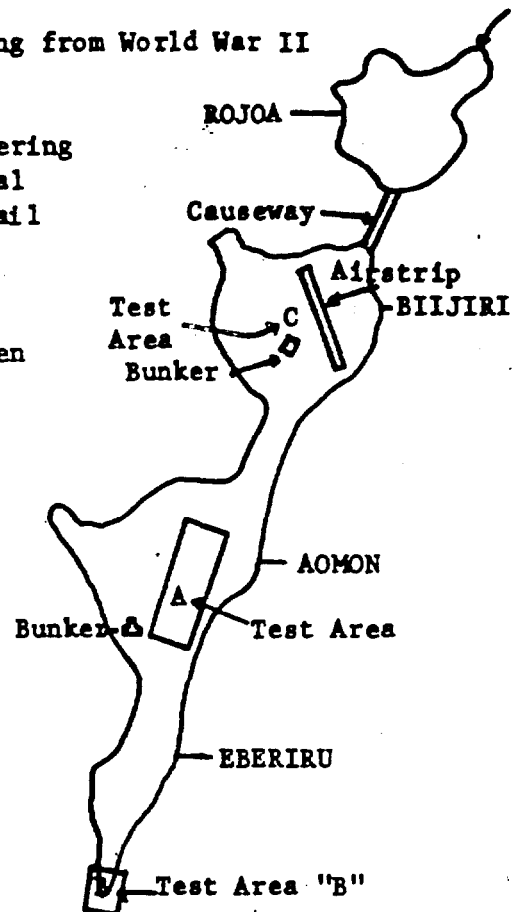 ng from World War II
ROJOA
ering
al
ail
Causeway
Airstrip
Test
Area
C
BIIJIRI
en
Bunker
AOMON
A
Bunker
Test Area
EBERIRU
Test Area "B"